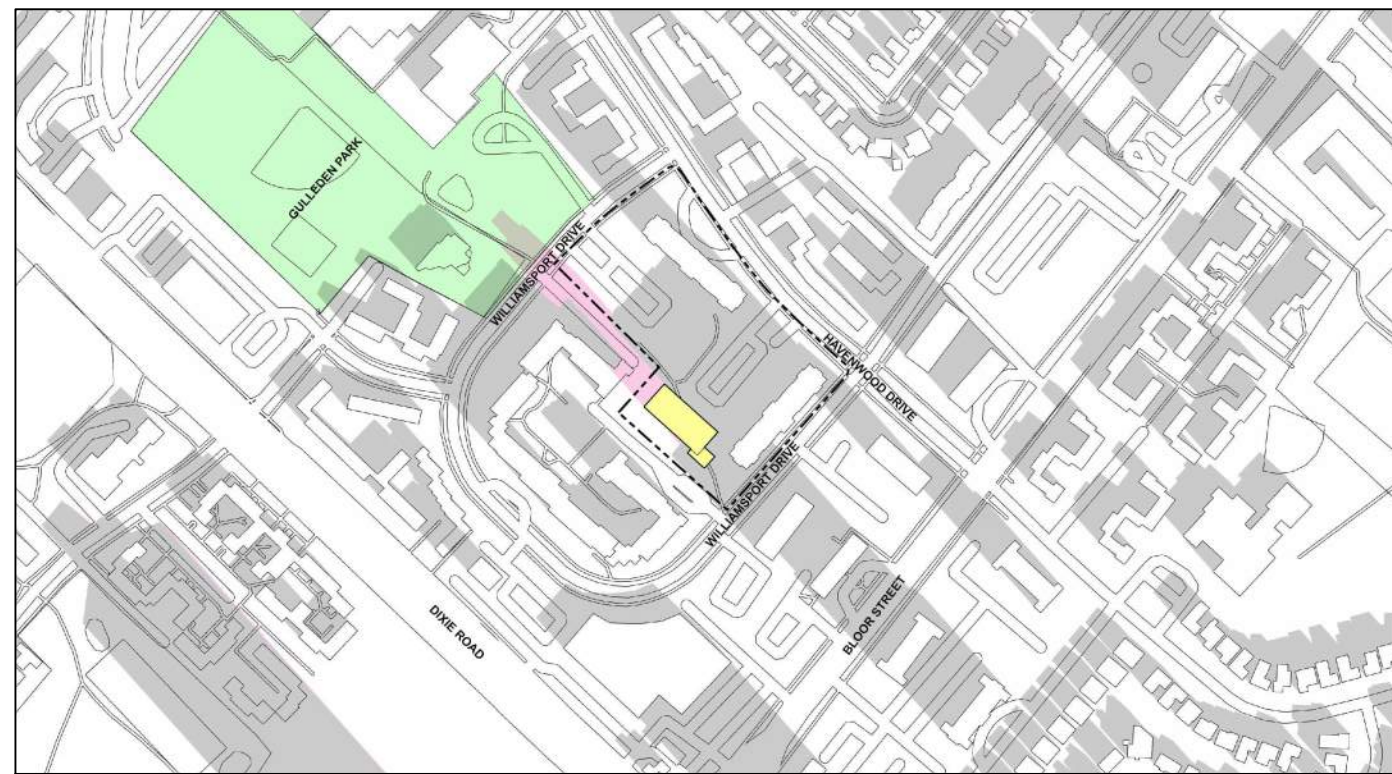 GULLEDEN PARK
WILLIAMSPORT DRIVE
HAVENWOOD DRIVE
WILLIAMSPORT DRIVE
BLOOR STREET
DIXIE ROAD